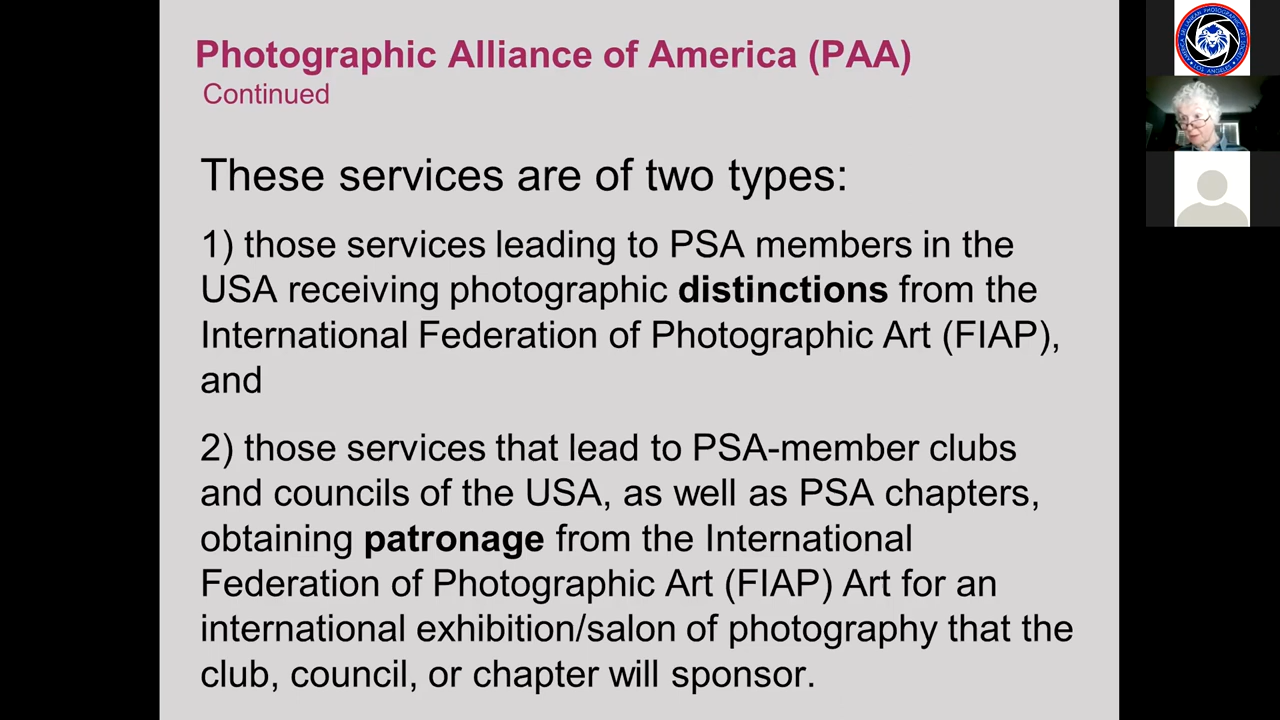 Photographic Alliance of America (PAA)
Continued
These services are of two types:
1) those services leading to PSA members in the
USA receiving photographic distinctions from the
International Federation of Photographic Art (FIAP),
and
2) those services that lead to PSA-member clubs
and councils of the USA, as well as PSA chapters,
obtaining patronage from the International
Federation of Photographic Art (FIAP) Art for an
international exhibition/salon of photography that the
club, council, or chapter will sponsor.
LOS ANGELES